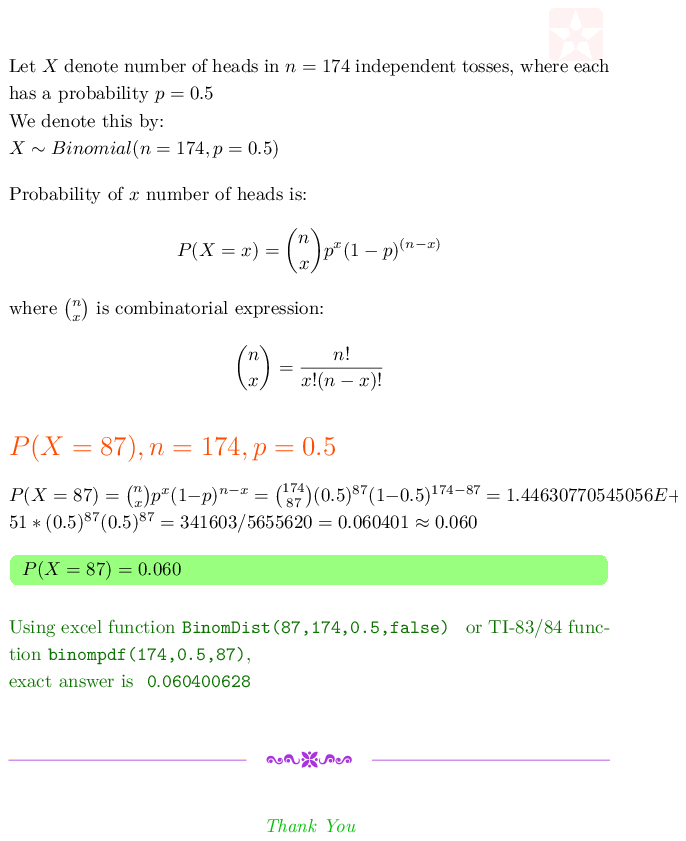 Let X denote number of heads in n = 174 independent tosses, where each
has a probability p = 0.5
We denote this by:
X ∼ Binomial(n = 174, p = 0.5)
Probability of x number of heads is:
P(X = x) = \binom{n}{x} p^x (1 − p)^{(n−x)}
where \binom{n}{x} is combinatorial expression:
\binom{n}{x} = \frac{n!}{x!(n − x)!}
P(X = 87), n = 174, p = 0.5
P(X = 87) = \binom{n}{x} p^x (1−p)^{n−x} = \binom{174}{87} (0.5)^{87} (1−0.5)^{174−87} = 1.44630770545056E+
51 ∗ (0.5)^{87} (0.5)^{87} = 341603/5655620 = 0.060401 ≈ 0.060
P(X = 87) = 0.060
Using excel function BinomDist(87,174,0.5,false) or TI-83/84 func-
tion binompdf(174,0.5,87),
exact answer is 0.060400628
Thank You